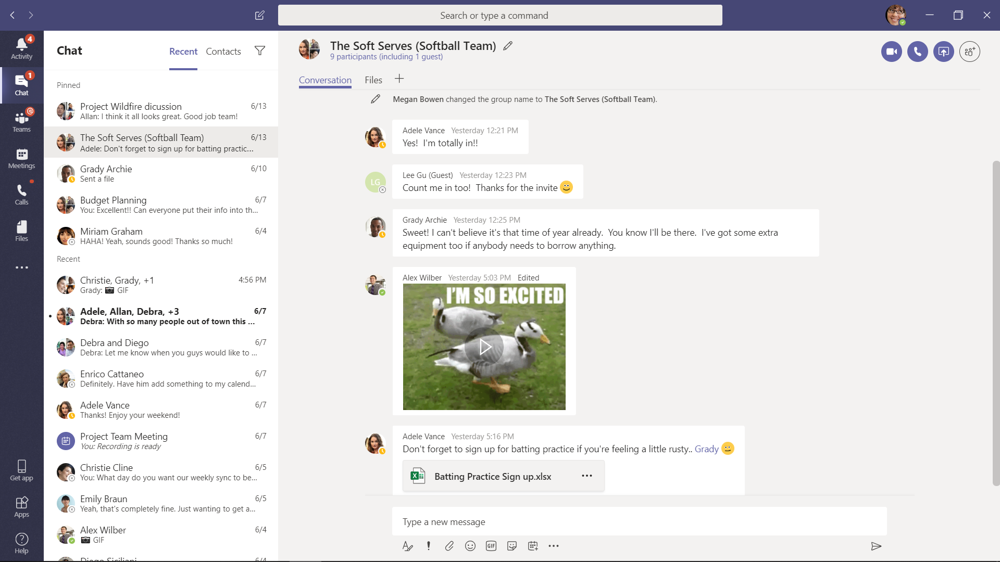 Search or type a command
4
Activity
1
Chat
@
Teams
Meetings
Calls
Files
Get app
Apps
Help
Chat
Recent
Contacts
Pinned
Project Wildfire dicussion 6/13
Allan: I think it all looks great. Good job team!
The Soft Serves (Softball Team) 6/13
Adele: Don't forget to sign up for batting practic...
Grady Archie 6/10
Sent a file
Budget Planning 6/7
You: Excellent!! Can everyone put their info into th...
Miriam Graham 6/4
HAHA! Yeah, sounds good! Thanks so much!
Recent
Christie, Grady, +1 4:56 PM
Grady: 📷 GIF
Adele, Allan, Debra, +3 6/7
Debra: With so many people out of town this ...
Debra and Diego 6/7
Debra: Let me know when you guys would like to ...
Enrico Cattaneo 6/7
Definitely. Have him add something to my calend...
Adele Vance 6/7
Thanks! Enjoy your weekend!
Project Team Meeting 6/7
You: Recording is ready
Christie Cline 6/5
You: What day do you want our weekly sync to be...
Emily Braun 6/5
Yeah, that's completely fine. Just wanting to get a...
Alex Wilber 6/4
📷 GIF
Diego Siciliani 6/4
The Soft Serves (Softball Team)
9 participants (including 1 guest)
Conversation Files
Megan Bowen changed the group name to The Soft Serves (Softball Team).
Adele Vance Yesterday 12:21 PM
Yes! I'm totally in!!
LG
Lee Gu (Guest) Yesterday 12:23 PM
Count me in too! Thanks for the invite 🙂
Grady Archie Yesterday 12:25 PM
Sweet! I can't believe it's that time of year already. You know I'll be there. I've got some extra
equipment too if anybody needs to borrow anything.
Alex Wilber Yesterday 5:03 PM Edited
I'M SO EXCITED
Adele Vance Yesterday 5:16 PM
Don't forget to sign up for batting practice if you're feeling a little rusty.. Grady
Batting Practice Sign up.xlsx
Type a new message
GIF